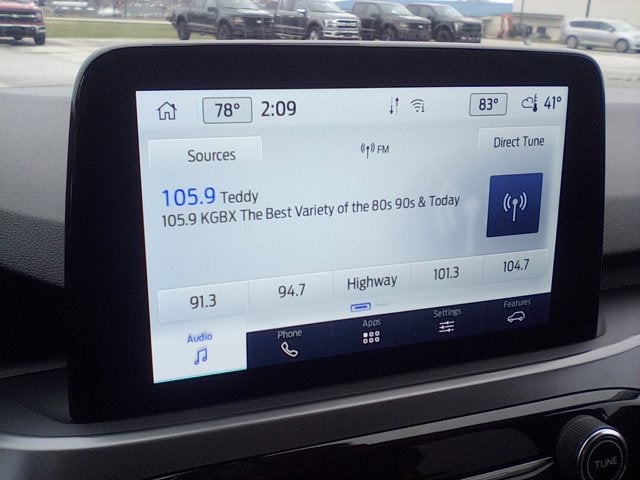 78° 2:09 83° 41°
Sources FM Direct Tune
105.9 Teddy
105.9 KGBX The Best Variety of the 80s 90s & Today
91.3 94.7 Highway 101.3 104.7
Audio Phone Apps Settings Features
TUNE